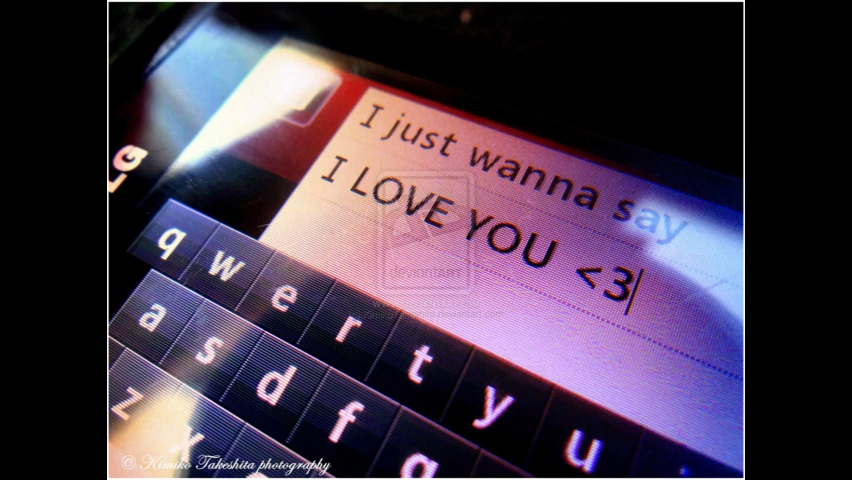 I just wanna say
I LOVE YOU <3
LG
deviantART
q w e r t y u
a s d f g
z x
© Kimiko Takeshita photography